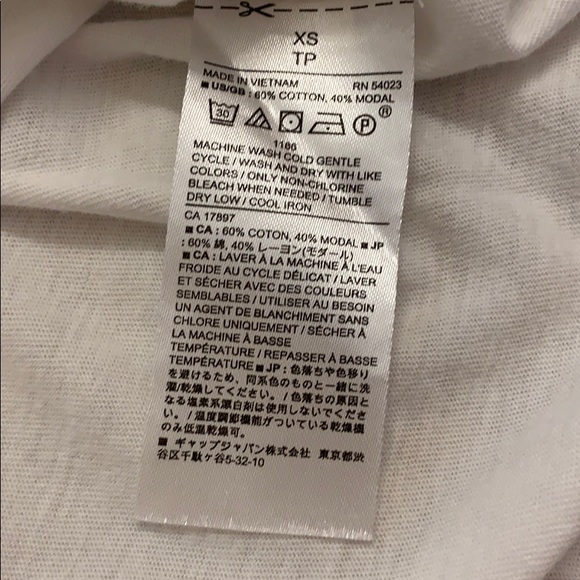 XS
TP
MADE IN VIETNAM RN 54023
■ US/GB : 60% COTTON, 40% MODAL
30 P ®
1186
MACHINE WASH COLD GENTLE
CYCLE / WASH AND DRY WITH LIKE
COLORS / ONLY NON-CHLORINE
BLEACH WHEN NEEDED / TUMBLE
DRY LOW / COOL IRON
CA 17897
■ CA : 60% COTON, 40% MODAL ■ JP
: 60% 綿, 40% レーヨン(モダール)
■ CA : LAVER À LA MACHINE À L'EAU
FROIDE AU CYCLE DÉLICAT / LAVER
ET SÉCHER AVEC DES COULEURS
SEMBLABLES / UTILISER AU BESOIN
UN AGENT DE BLANCHIMENT SANS
CHLORE UNIQUEMENT / SÉCHER À
LA MACHINE À BASSE
TEMPÉRATURE / REPASSER À BASSE
TEMPÉRATURE ■ JP : 色落ちや色移り
を避けるため、同系色のものと一緒に洗
濯/乾燥してください。 / 色落ちの原因と
なる塩素系漂白剤は使用しないでくださ
い。 / 温度調節機能がついている乾燥機
のみ低温乾燥可。
■ ギャップジャパン株式会社 東京都渋
谷区千駄ヶ谷5-32-10